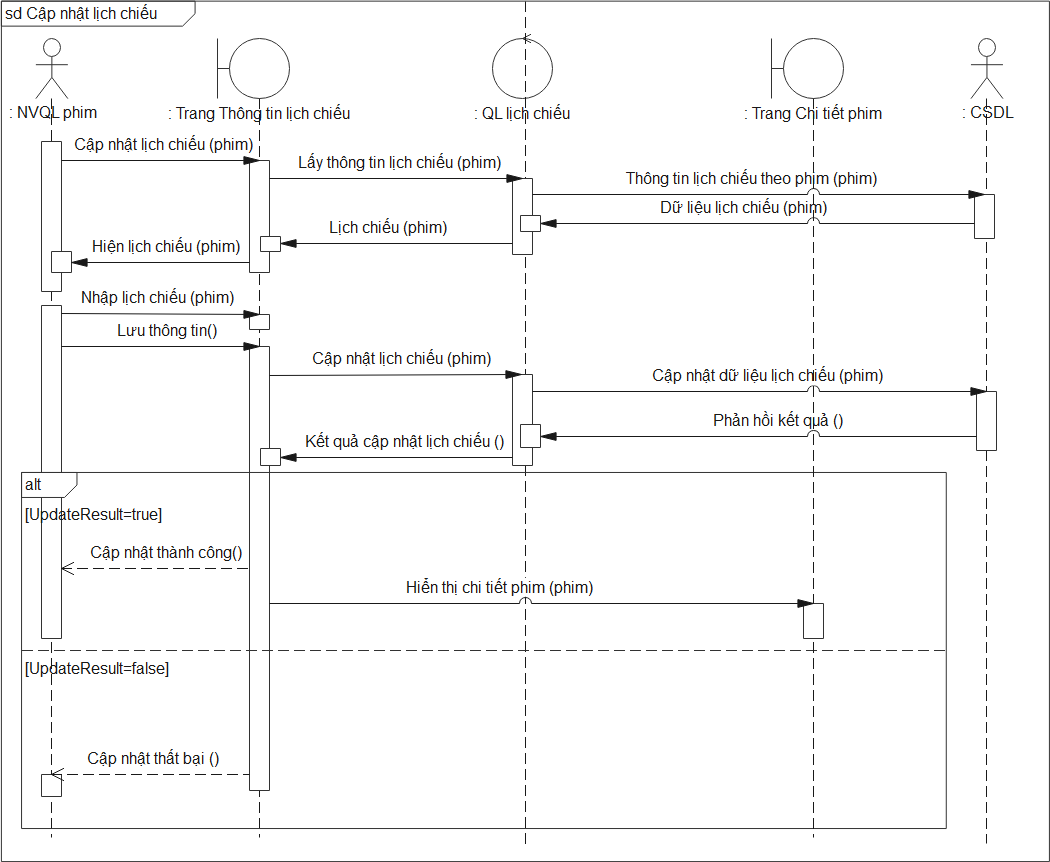 sd Cập nhật lịch chiếu
: NVQL phim
: Trang Thông tin lịch chiếu
: QL lịch chiếu
: Trang Chi tiết phim
: CSDL
Cập nhật lịch chiếu (phim)
Lấy thông tin lịch chiếu (phim)
Thông tin lịch chiếu theo phim (phim)
Dữ liệu lịch chiếu (phim)
Lịch chiếu (phim)
Hiện lịch chiếu (phim)
Nhập lịch chiếu (phim)
Lưu thông tin()
Cập nhật lịch chiếu (phim)
Cập nhật dữ liệu lịch chiếu (phim)
Phản hồi kết quả ()
Kết quả cập nhật lịch chiếu ()
alt
[UpdateResult=true]
Cập nhật thành công()
Hiển thị chi tiết phim (phim)
[UpdateResult=false]
Cập nhật thất bại ()